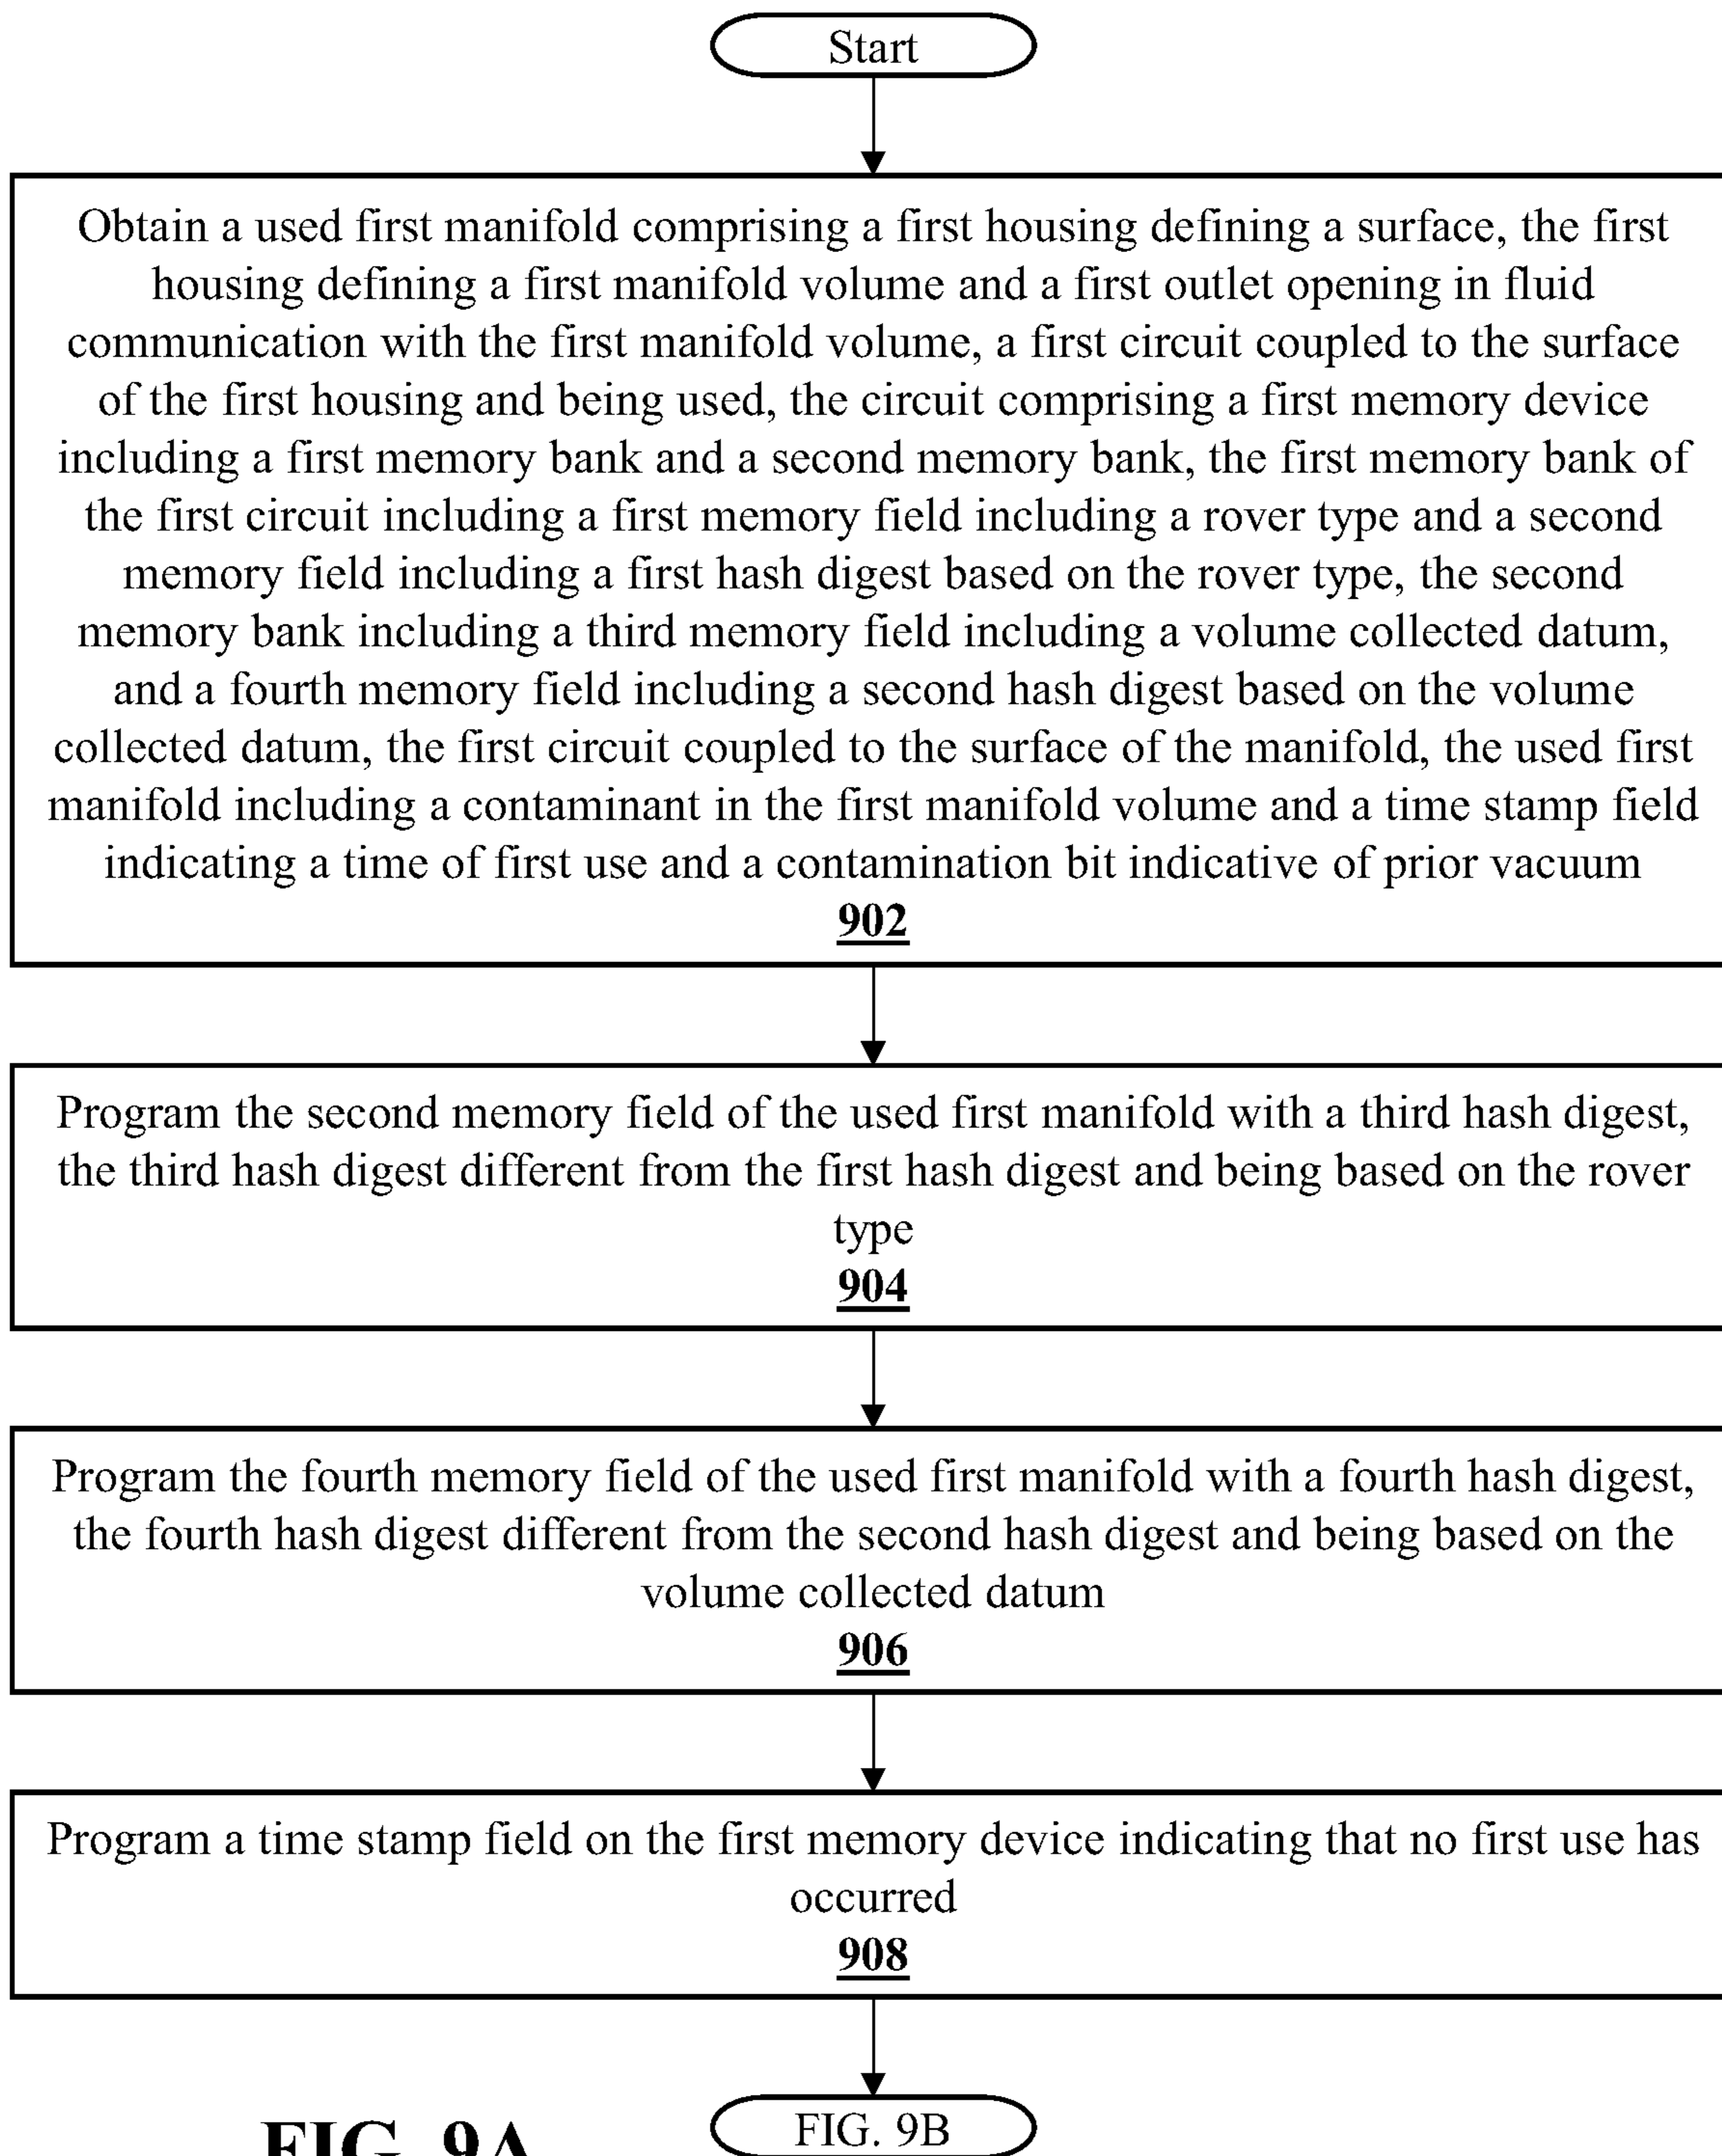 Start
Obtain a used first manifold comprising a first housing defining a surface, the first
housing defining a first manifold volume and a first outlet opening in fluid
communication with the first manifold volume, a first circuit coupled to the surface
of the first housing and being used, the circuit comprising a first memory device
including a first memory bank and a second memory bank, the first memory bank of
the first circuit including a first memory field including a rover type and a second
memory field including a first hash digest based on the rover type, the second
memory bank including a third memory field including a volume collected datum,
and a fourth memory field including a second hash digest based on the volume
collected datum, the first circuit coupled to the surface of the manifold, the used first
manifold including a contaminant in the first manifold volume and a time stamp field
indicating a time of first use and a contamination bit indicative of prior vacuum
902
Program the second memory field of the used first manifold with a third hash digest,
the third hash digest different from the first hash digest and being based on the rover
type
904
Program the fourth memory field of the used first manifold with a fourth hash digest,
the fourth hash digest different from the second hash digest and being based on the
volume collected datum
906
Program a time stamp field on the first memory device indicating that no first use has
occurred
908
FIG. 9B
FIG. 9A